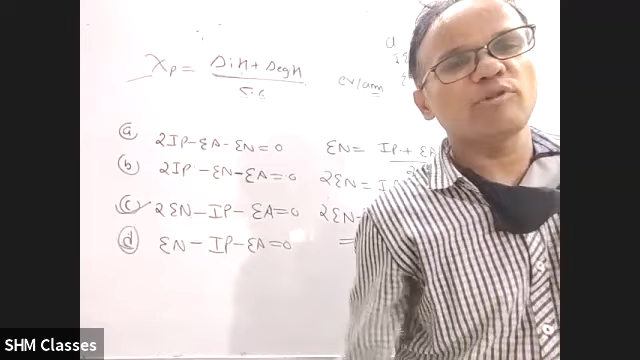 Xp = ΔiH + ΔegH
5.6
ev/am
(a) 2IP-EA-EN=0
(b) 2IP-EN-EA=0
(c) 2EN-IP-EA=0
(d) EN-IP-EA=0
EN= IP+EA
2EN=
2EN-
=
SHM Classes